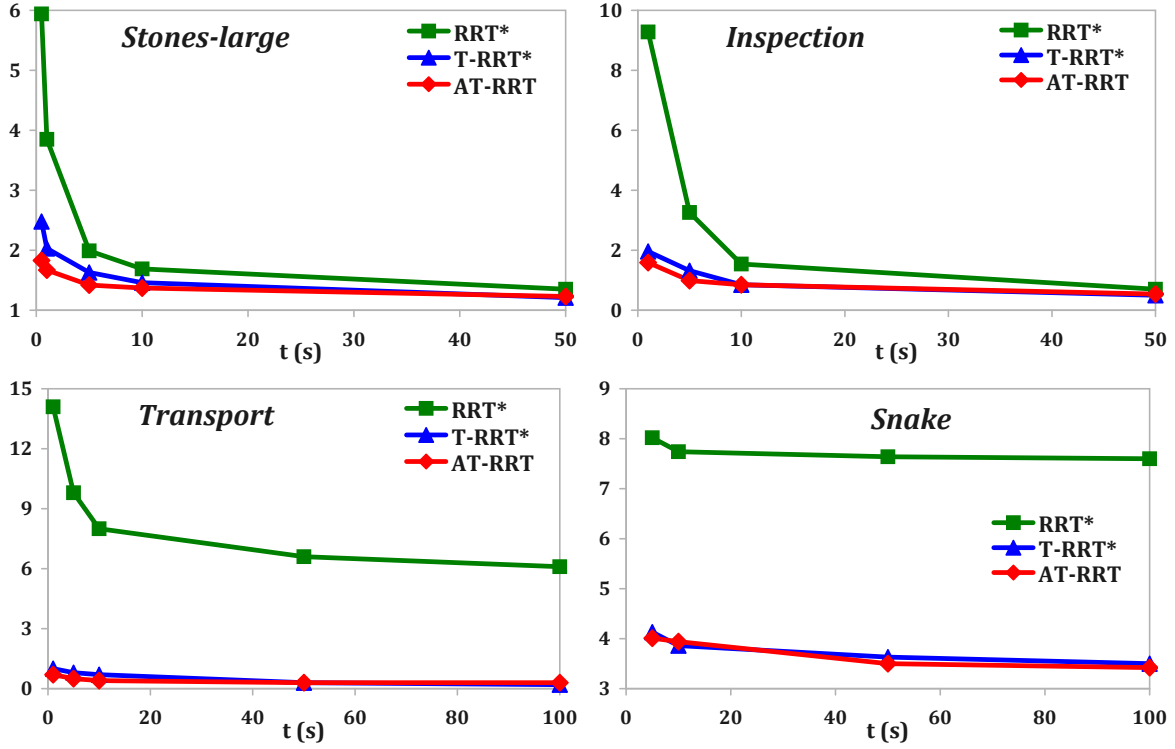 Stones-large
RRT*
T-RRT*
AT-RRT
6
5
4
3
2
1
0 10 20 30 40 50
t (s)
Inspection
RRT*
T-RRT*
AT-RRT
10
8
6
4
2
0
0 10 20 30 40 50
t (s)
Transport
RRT*
T-RRT*
AT-RRT
15
12
9
6
3
0
0 20 40 60 80 100
t (s)
Snake
RRT*
T-RRT*
AT-RRT
9
8
7
6
5
4
3
0 20 40 60 80 100
t (s)